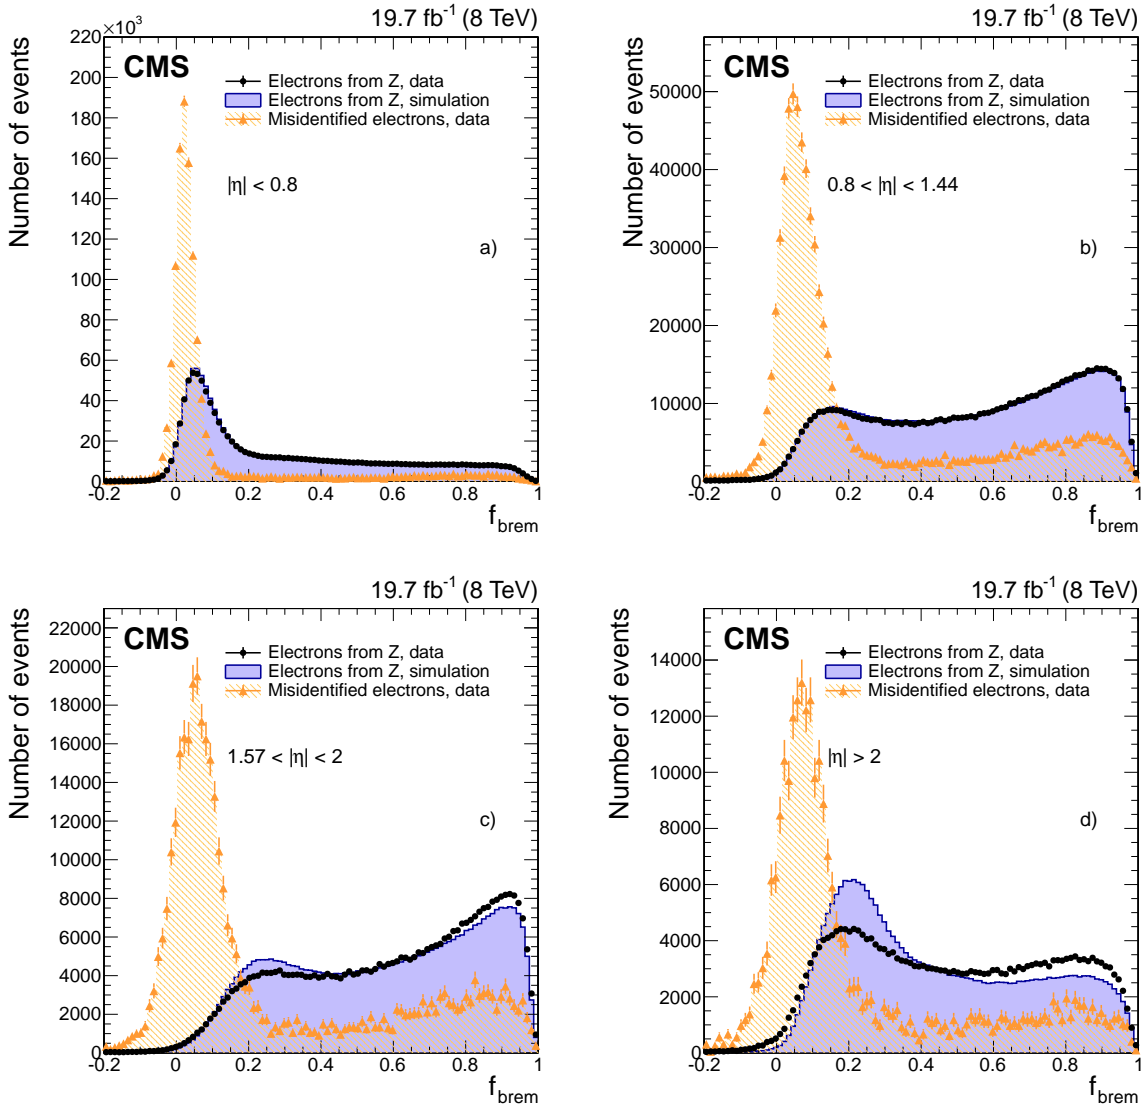 19.7 fb⁻¹ (8 TeV)
×10³
CMS
Electrons from Z, data
Electrons from Z, simulation
Misidentified electrons, data
|η| < 0.8
a)
Number of events
220
200
180
160
140
120
100
80
60
40
20
0
-0.2 0 0.2 0.4 0.6 0.8 1
f_brem
19.7 fb⁻¹ (8 TeV)
CMS
Electrons from Z, data
Electrons from Z, simulation
Misidentified electrons, data
0.8 < |η| < 1.44
b)
Number of events
50000
40000
30000
20000
10000
0
-0.2 0 0.2 0.4 0.6 0.8 1
f_brem
19.7 fb⁻¹ (8 TeV)
CMS
Electrons from Z, data
Electrons from Z, simulation
Misidentified electrons, data
1.57 < |η| < 2
c)
Number of events
22000
20000
18000
16000
14000
12000
10000
8000
6000
4000
2000
0
-0.2 0 0.2 0.4 0.6 0.8 1
f_brem
19.7 fb⁻¹ (8 TeV)
CMS
Electrons from Z, data
Electrons from Z, simulation
Misidentified electrons, data
|η| > 2
d)
Number of events
14000
12000
10000
8000
6000
4000
2000
0
-0.2 0 0.2 0.4 0.6 0.8 1
f_brem